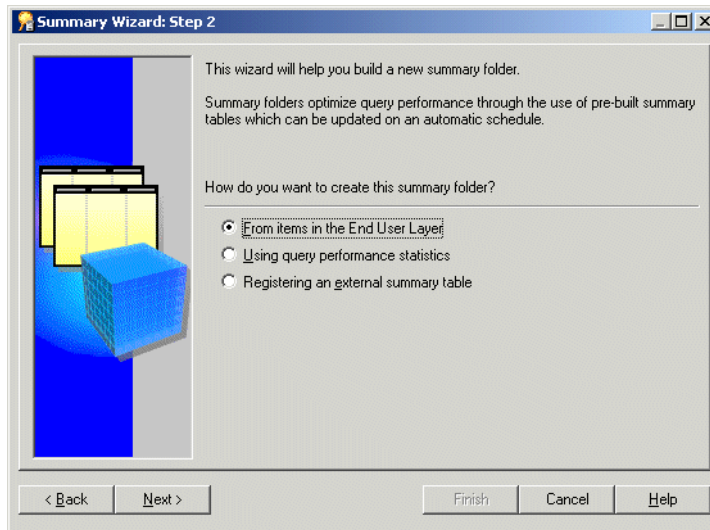 Summary Wizard: Step 2
This wizard will help you build a new summary folder.
Summary folders optimize query performance through the use of pre-built summary
tables which can be updated on an automatic schedule.
How do you want to create this summary folder?
From items in the End User Layer
Using query performance statistics
Registering an external summary table
< Back
Next >
Finish
Cancel
Help